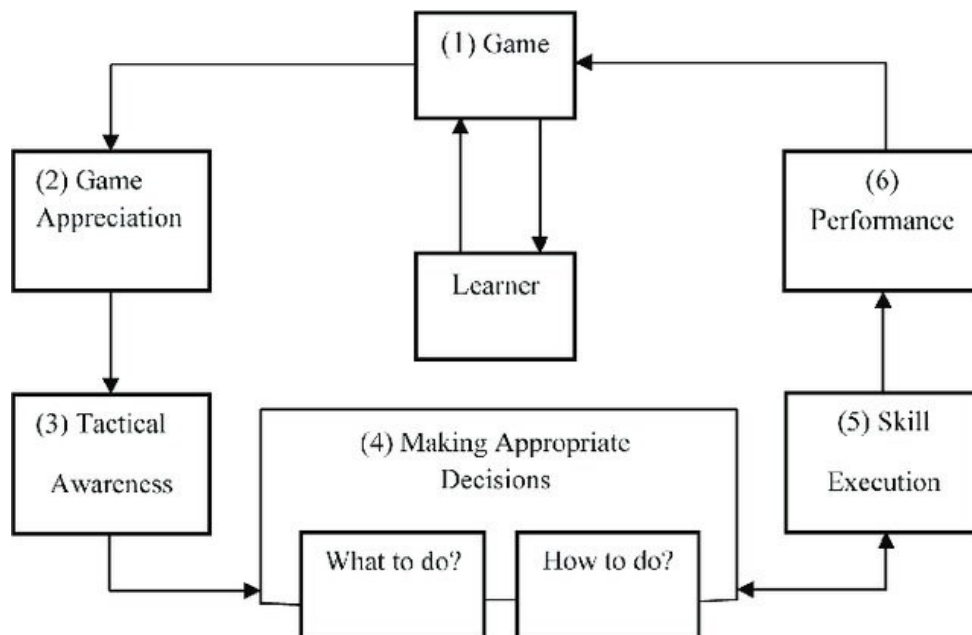 (1) Game
(2) Game
Appreciation
(6)
Performance
Learner
(3) Tactical
Awareness
(4) Making Appropriate
Decisions
(5) Skill
Execution
What to do?
How to do?